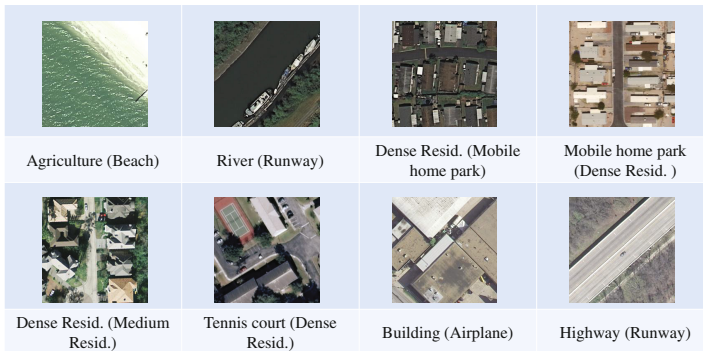 Agriculture (Beach)
River (Runway)
Dense Resid. (Mobile
home park)
Mobile home park
(Dense Resid. )
Dense Resid. (Medium
Resid.)
Tennis court (Dense
Resid.)
Building (Airplane)
Highway (Runway)